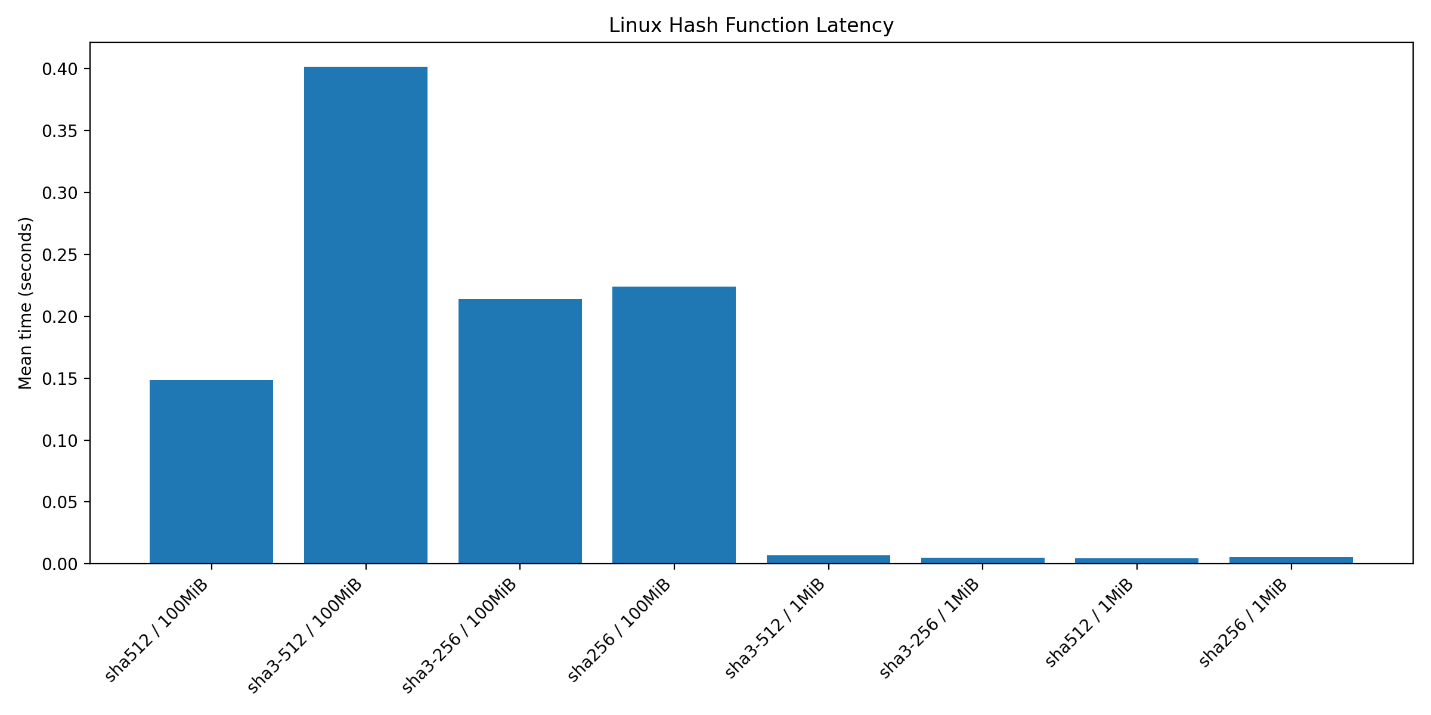 Linux Hash Function Latency
Mean time (seconds)
0.40
0.35
0.30
0.25
0.20
0.15
0.10
0.05
0.00
sha512 / 100MiB
sha3-512 / 100MiB
sha3-256 / 100MiB
sha256 / 100MiB
sha3-512 / 1MiB
sha3-256 / 1MiB
sha512 / 1MiB
sha256 / 1MiB